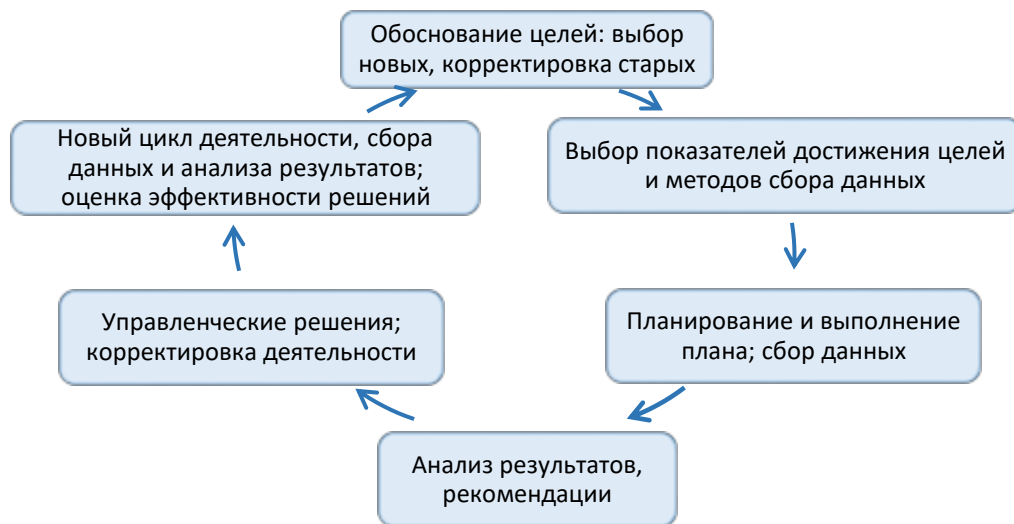 Обоснование целей: выбор
новых, корректировка старых
Выбор показателей достижения целей
и методов сбора данных
Планирование и выполнение
плана; сбор данных
Анализ результатов,
рекомендации
Управленческие решения;
корректировка деятельности
Новый цикл деятельности, сбора
данных и анализа результатов;
оценка эффективности решений